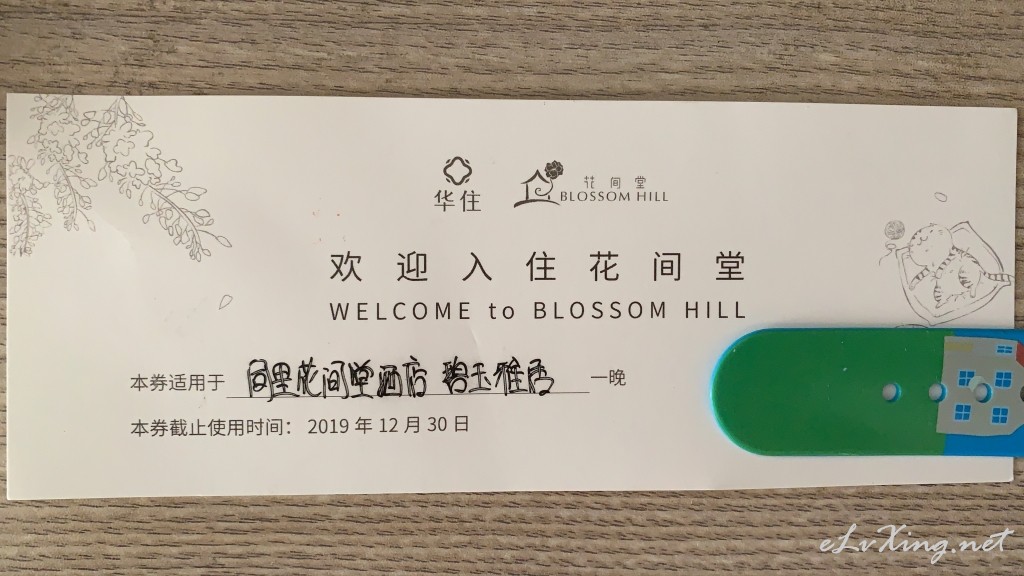 华住
花间堂
BLOSSOM HILL
欢迎入住花间堂
WELCOME to BLOSSOM HILL
本券适用于 同里花间堂酒店 碧玉雅居 一晚
本券截止使用时间： 2019 年 12 月 30 日
eLvXing.net